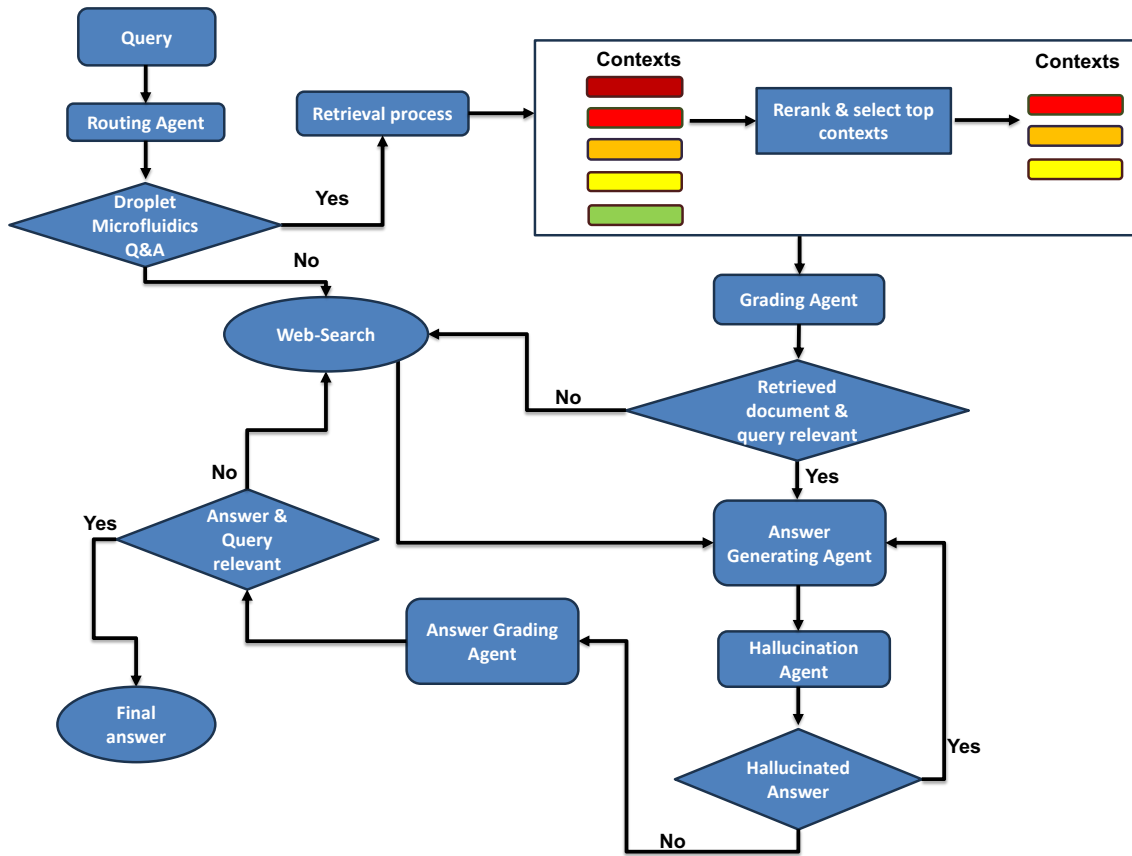 Query
Routing Agent
Droplet
Microfluidics
Q&A
Yes
No
Retrieval process
Contexts
Rerank & select top
contexts
Contexts
Grading Agent
Retrieved
document &
query relevant
No
Yes
Web-Search
Answer
Generating Agent
Hallucination
Agent
Hallucinated
Answer
Yes
No
Answer Grading
Agent
Answer &
Query
relevant
No
Yes
Final
answer